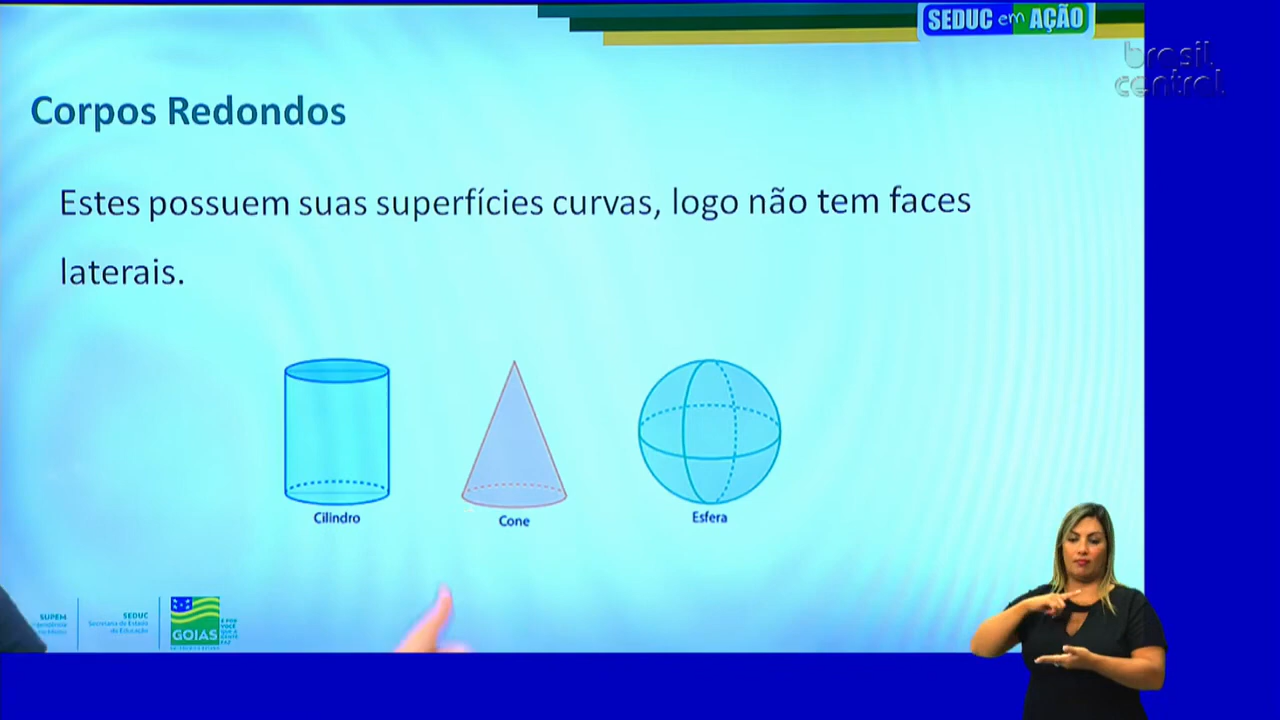 SEDUC em AÇÃO
brasil
central
Corpos Redondos
Estes possuem suas superfícies curvas, logo não tem faces
laterais.
Cilindro
Cone
Esfera
SUPEM
SEDUC
Secretaria de Estado
da Educação
GOIÁS